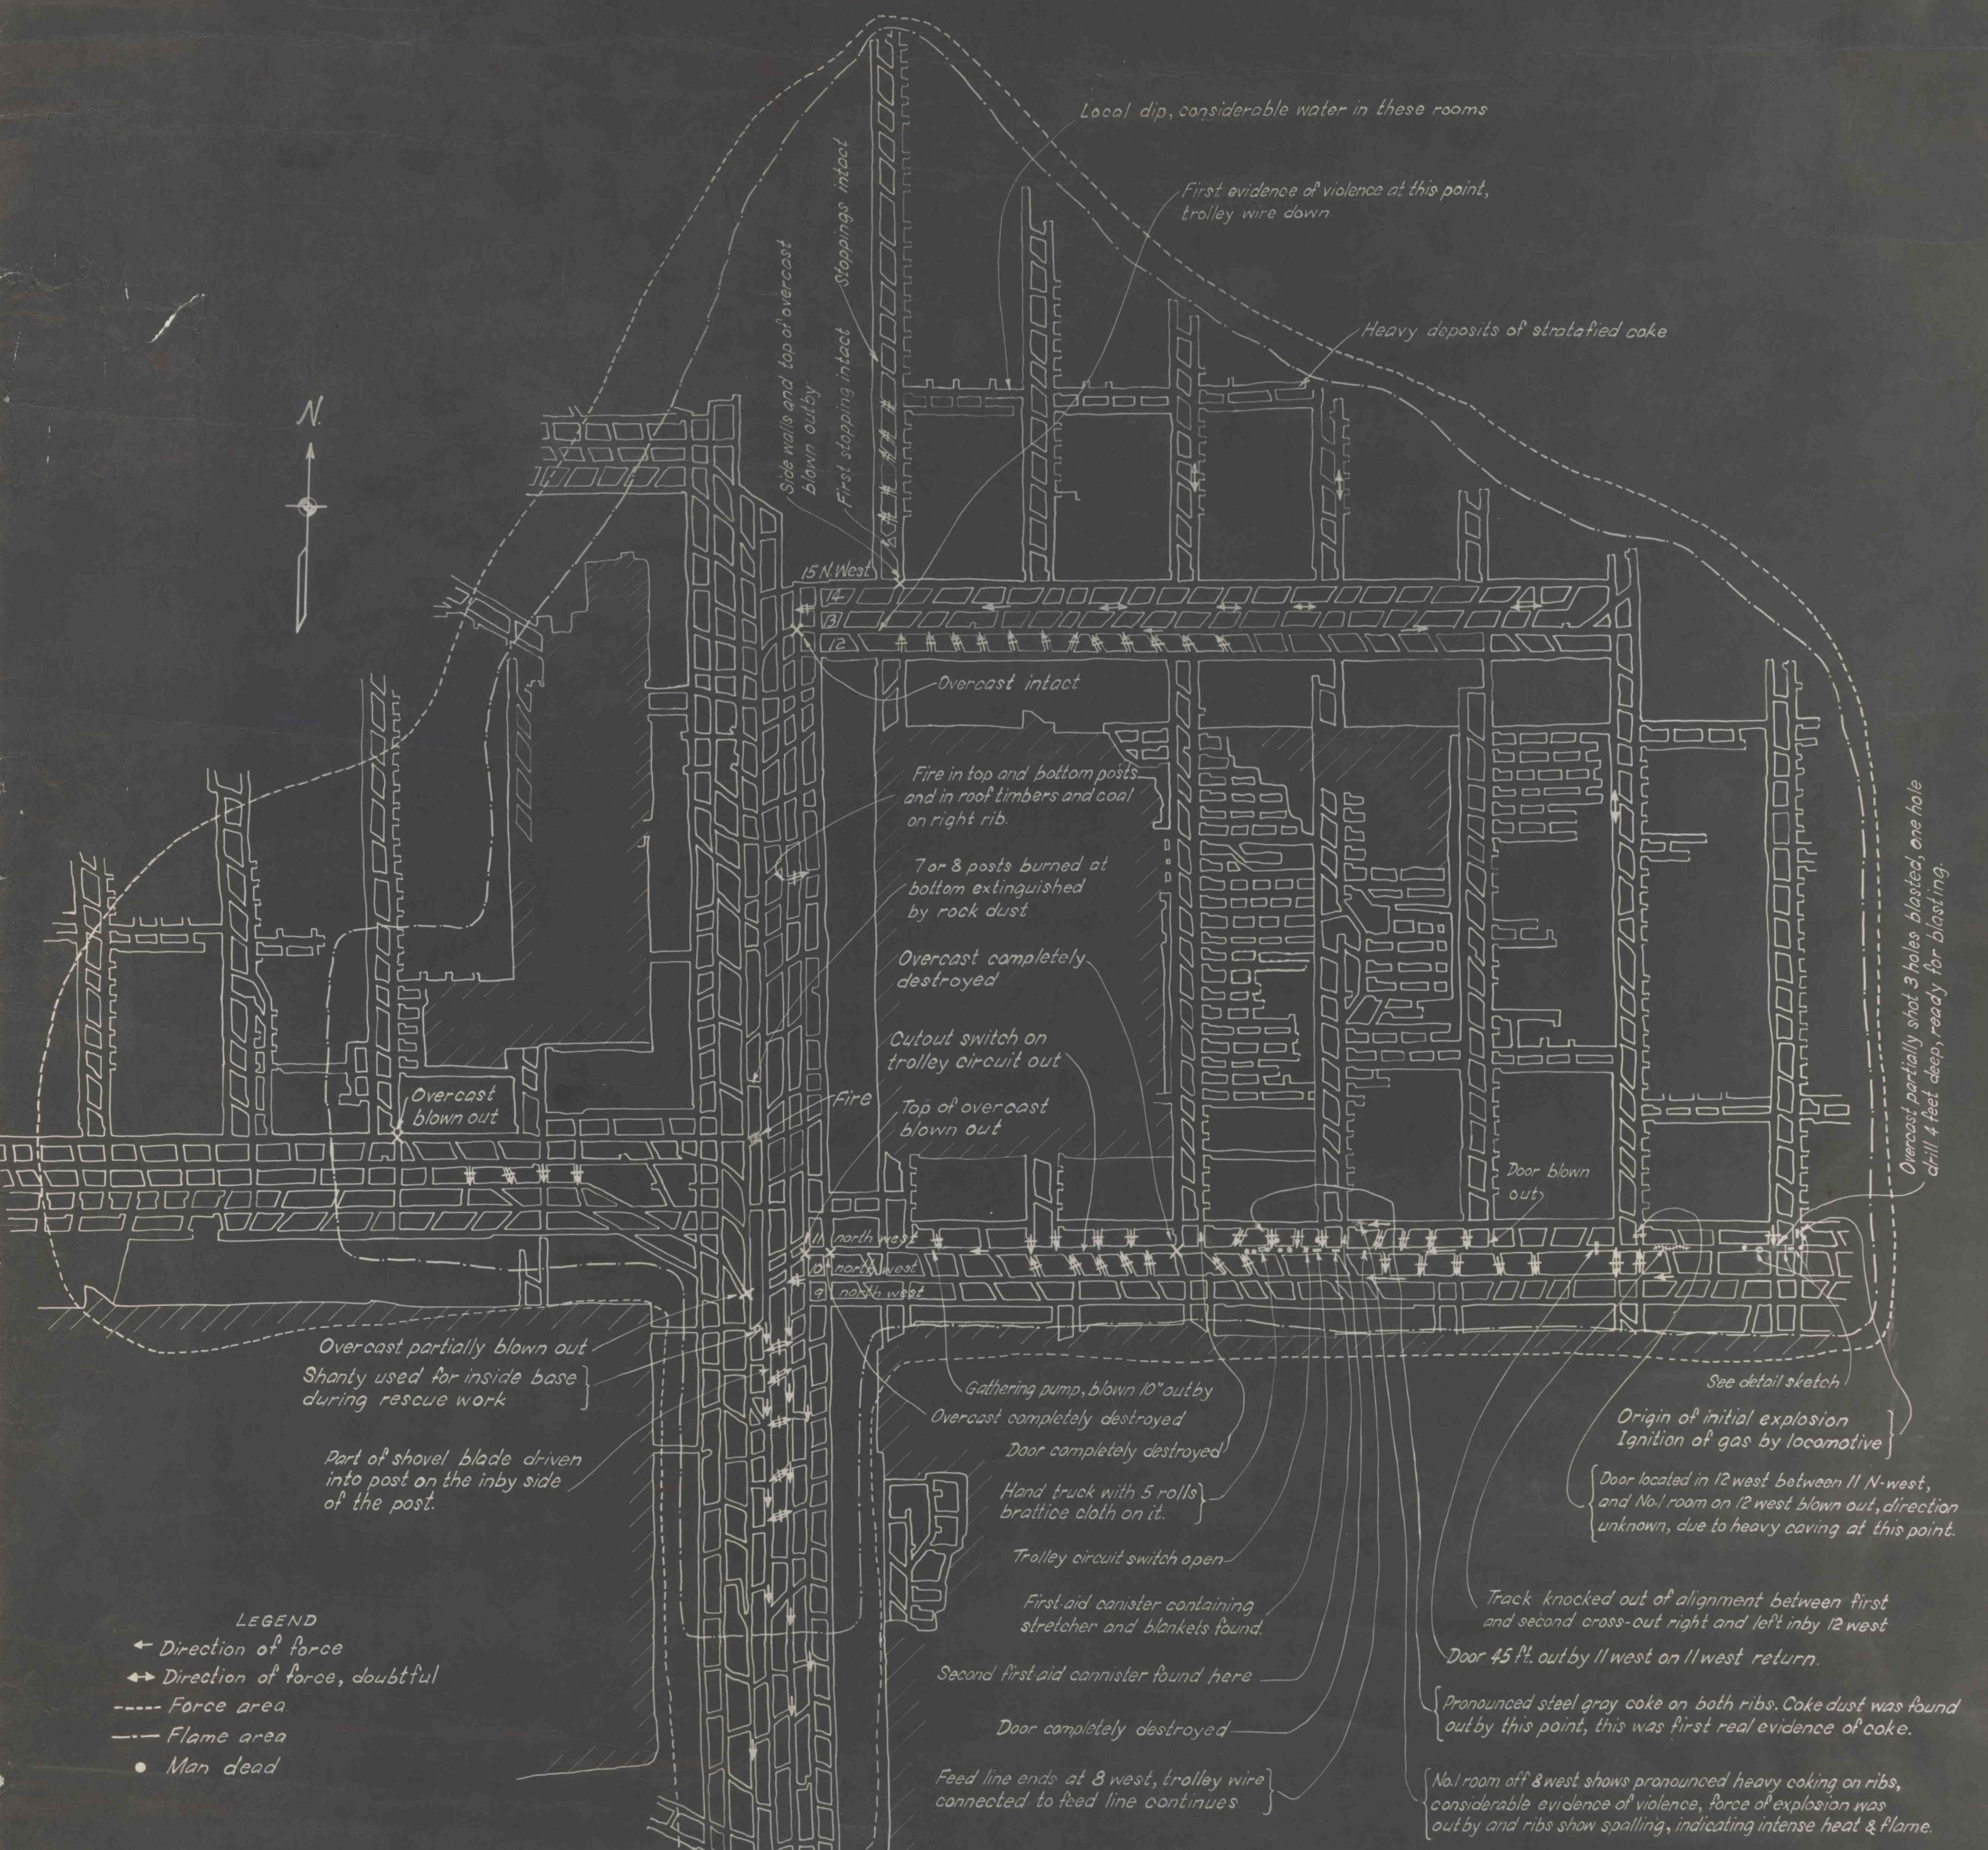 Local dip, considerable water in these rooms
First evidence of violence at this point,
trolley wire down.
Heavy deposits of stratafied coke
Stoppings intact
Side walls and top of overcast
blown outby
First stopping intact
N.
15 N.West
14
13
12
Overcast intact
Fire in top and bottom posts
and in roof timbers and coal
on right rib.
7 or 8 posts burned at
bottom extinguished
by rock dust
Overcast completely
destroyed
Cutout switch on
trolley circuit out
Fire
Top of overcast
blown out
Overcast
blown out
Door blown
out
Overcast partially shot 3 holes blasted, one hole
drill 4 feet deep, ready for blasting.
11 north west
10 north west
9 north west
Overcast partially blown out
Shanty used for inside base
during rescue work
Part of shovel blade driven
into post on the inby side
of the post.
Gathering pump, blown 10" outby
Overcast completely destroyed
Door completely destroyed
Hand truck with 5 rolls
brattice cloth on it.
Trolley circuit switch open
First-aid canister containing
stretcher and blankets found.
Second first aid cannister found here
Door completely destroyed
Feed line ends at 8 west, trolley wire
connected to feed line continues.
See detail sketch
Origin of initial explosion
Ignition of gas by locomotive
Door located in 12 west between 11 N-west,
and No.1 room on 12 west blown out, direction
unknown, due to heavy caving at this point.
Track knocked out of alignment between first
and second cross-cut right and left inby 12 west
Door 45 ft. outby 11 west on 11 west return.
Pronounced steel gray coke on both ribs. Coke dust was found
outby this point, this was first real evidence of coke.
No.1 room off 8 west shows pronounced heavy coking on ribs,
considerable evidence of violence, force of explosion was
outby and ribs show spalling, indicating intense heat & flame.
LEGEND
Direction of force
Direction of force, doubtful
Force area
Flame area
Man dead